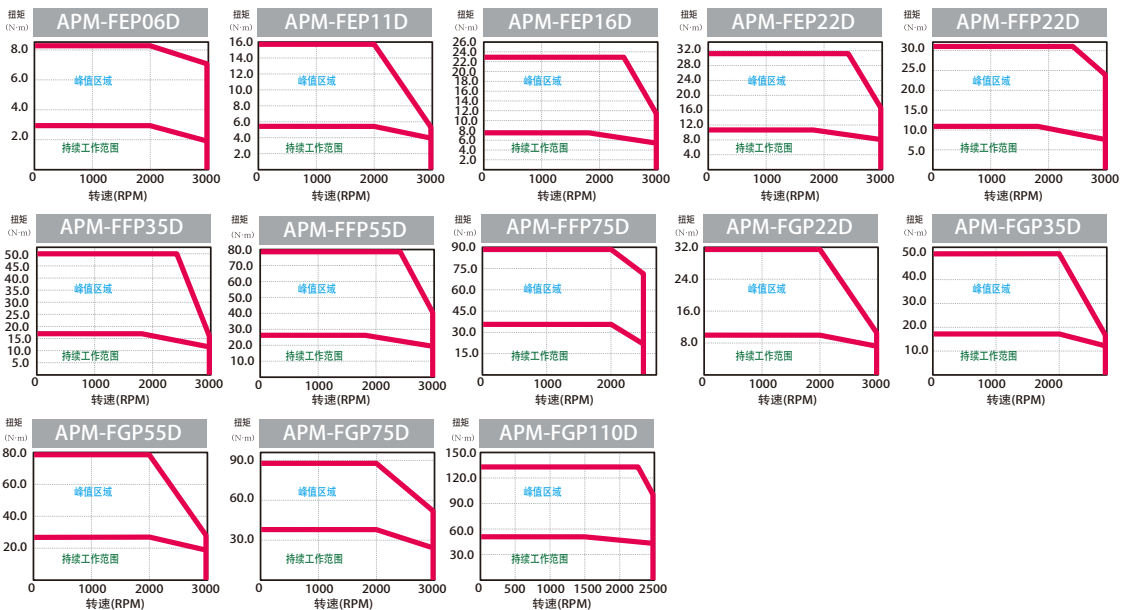 扭矩
(N·m)
APM-FEP06D
8.0
6.0
4.0
2.0
峰值区域
持续工作范围
0 1000 2000 3000
转速(RPM)
APM-FEP11D
16.0
14.0
12.0
10.0
8.0
6.0
4.0
2.0
扭矩
(N·m)
峰值区域
持续工作范围
0 1000 2000 3000
转速(RPM)
扭矩
(N·m)
APM-FEP16D
26.0
24.0
22.0
20.0
18.0
16.0
14.0
12.0
10.0
8.0
6.0
4.0
2.0
峰值区域
持续工作范围
0 1000 2000 3000
转速(RPM)
扭矩
(N·m)
APM-FEP22D
32.0
28.0
24.0
20.0
16.0
12.0
8.0
4.0
峰值区域
持续工作范围
0 1000 2000 3000
转速(RPM)
扭矩
(N·m)
APM-FFP22D
30.0
25.0
20.0
15.0
10.0
5.0
峰值区域
持续工作范围
0 1000 2000 3000
转速(RPM)
扭矩
(N·m)
APM-FFP35D
50.0
45.0
40.0
35.0
30.0
25.0
20.0
15.0
10.0
5.0
峰值区域
持续工作范围
0 1000 2000 3000
转速(RPM)
扭矩
(N·m)
APM-FFP55D
80.0
70.0
60.0
50.0
40.0
30.0
20.0
10.0
峰值区域
持续工作范围
0 1000 2000 3000
转速(RPM)
扭矩
(N·m)
APM-FFP75D
90.0
75.0
60.0
45.0
30.0
15.0
峰值区域
持续工作范围
0 1000 2000
转速(RPM)
扭矩
(N·m)
APM-FGP22D
32.0
24.0
16.0
8.0
峰值区域
持续工作范围
0 1000 2000 3000
转速(RPM)
扭矩
(N·m)
APM-FGP35D
50.0
40.0
30.0
20.0
10.0
峰值区域
持续工作范围
0 1000 2000
转速(RPM)
扭矩
(N·m)
APM-FGP55D
80.0
60.0
40.0
20.0
峰值区域
持续工作范围
0 1000 2000 3000
转速(RPM)
扭矩
(N·m)
APM-FGP75D
90.0
60.0
30.0
峰值区域
持续工作范围
0 1000 2000 3000
转速(RPM)
扭矩
(N·m)
APM-FGP110D
150.0
120.0
90.0
60.0
30.0
峰值区域
持续工作范围
0 500 1000 1500 2000 2500
转速(RPM)